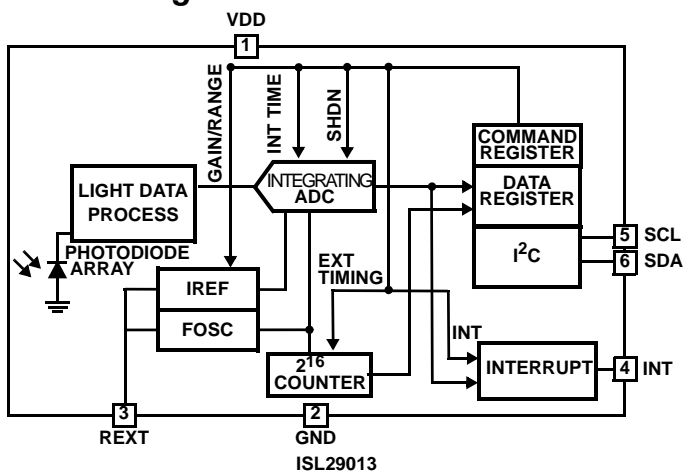 VDD
1
GAIN/RANGE
INT TIME
SHDN
COMMAND
REGISTER
LIGHT DATA
PROCESS
INTEGRATING
ADC
DATA
REGISTER
I2C
5 SCL
6 SDA
PHOTODIODE
ARRAY
IREF
FOSC
EXT
TIMING
INT
216
COUNTER
INTERRUPT
4 INT
3
REXT
2
GND
ISL29013